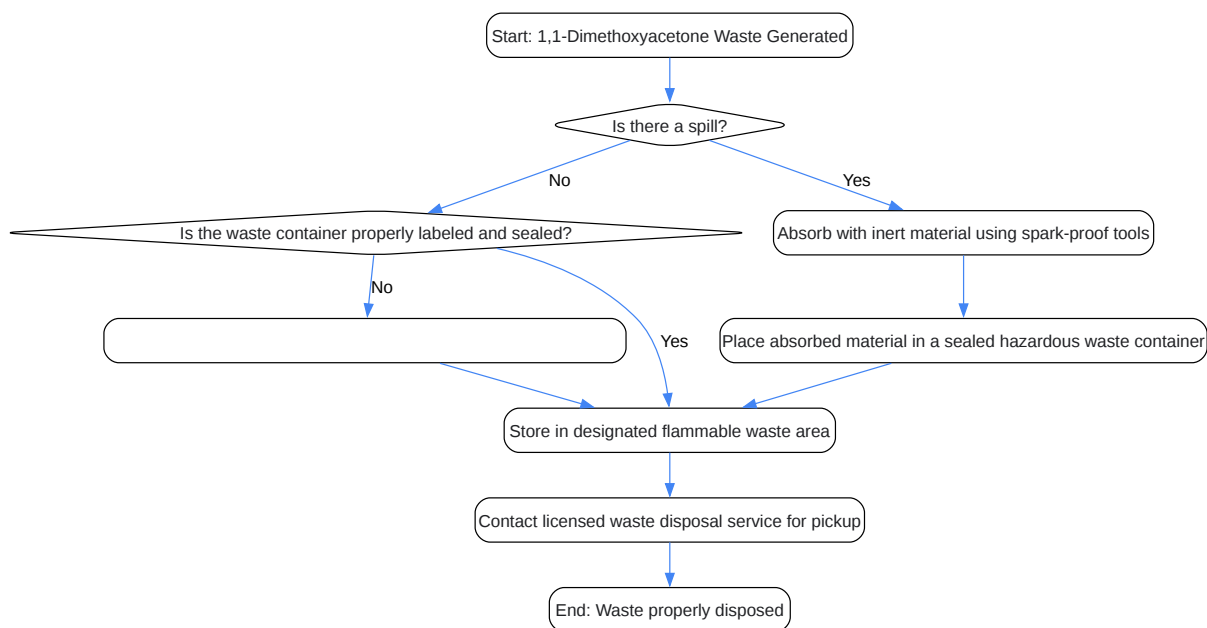 Start: 1,1-Dimethoxyacetone Waste Generated
Is there a spill?
No
Yes
Is the waste container properly labeled and sealed?
Absorb with inert material using spark-proof tools
No
Yes
Place absorbed material in a sealed hazardous waste container
Store in designated flammable waste area
Contact licensed waste disposal service for pickup
End: Waste properly disposed